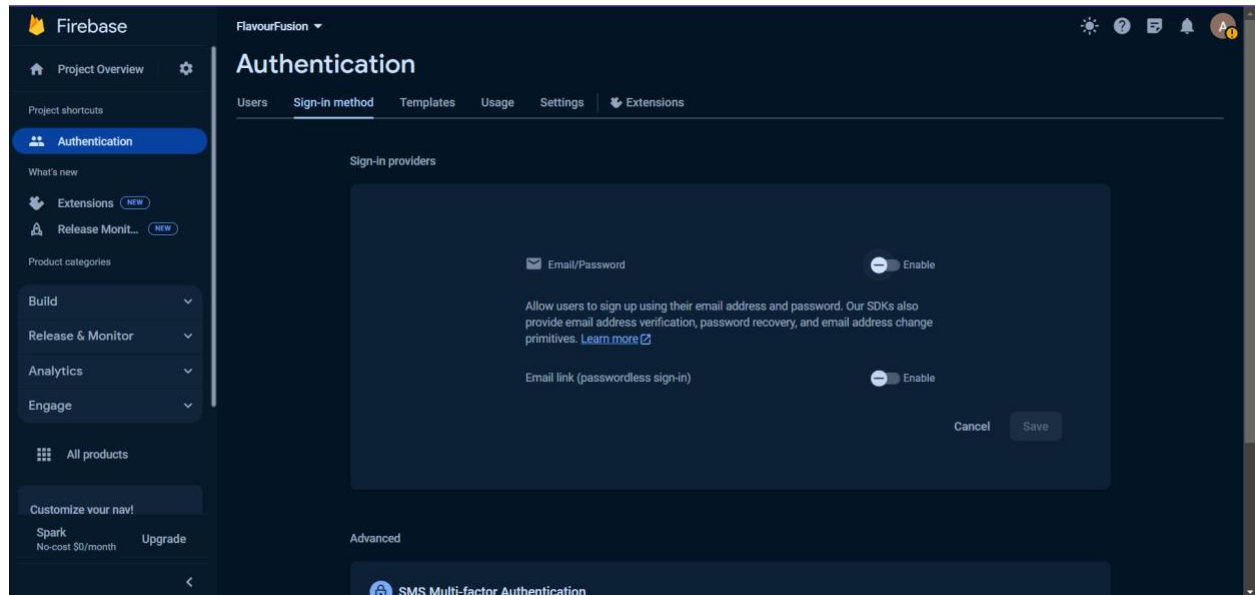 Firebase
Project Overview
Project shortcuts
Authentication
What's new
Extensions NEW
Release Monit... NEW
Product categories
Build
Release & Monitor
Analytics
Engage
All products
Customize your nav!
Spark
No-cost $0/month
Upgrade
FlavourFusion
A
Authentication
Users Sign-in method Templates Usage Settings Extensions
Sign-in providers
Email/Password Enable
Allow users to sign up using their email address and password. Our SDKs also
provide email address verification, password recovery, and email address change
primitives. Learn more
Email link (passwordless sign-in) Enable
Cancel Save
Advanced
SMS Multi-factor Authentication